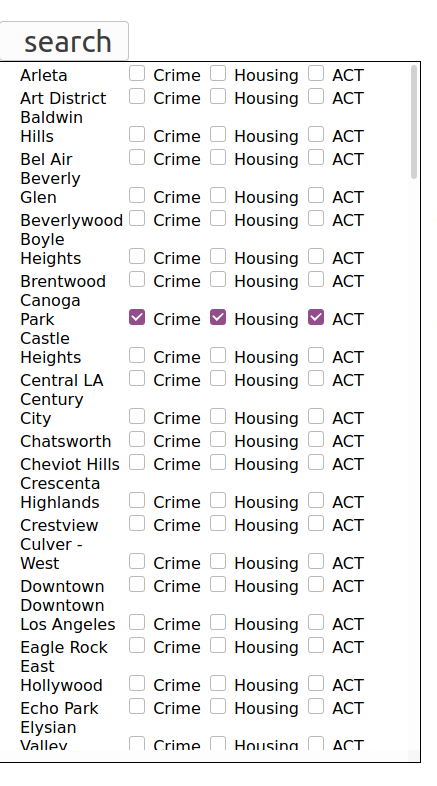 search
Arleta Crime Housing ACT
Art District Crime Housing ACT
Baldwin
Hills Crime Housing ACT
Bel Air Crime Housing ACT
Beverly
Glen Crime Housing ACT
Beverlywood Crime Housing ACT
Boyle
Heights Crime Housing ACT
Brentwood Crime Housing ACT
Canoga
Park Crime Housing ACT
Castle
Heights Crime Housing ACT
Central LA Crime Housing ACT
Century
City Crime Housing ACT
Chatsworth Crime Housing ACT
Cheviot Hills Crime Housing ACT
Crescenta
Highlands Crime Housing ACT
Crestview Crime Housing ACT
Culver -
West Crime Housing ACT
Downtown Crime Housing ACT
Downtown
Los Angeles Crime Housing ACT
Eagle Rock Crime Housing ACT
East
Hollywood Crime Housing ACT
Echo Park Crime Housing ACT
Elysian
Valley Crime Housing ACT